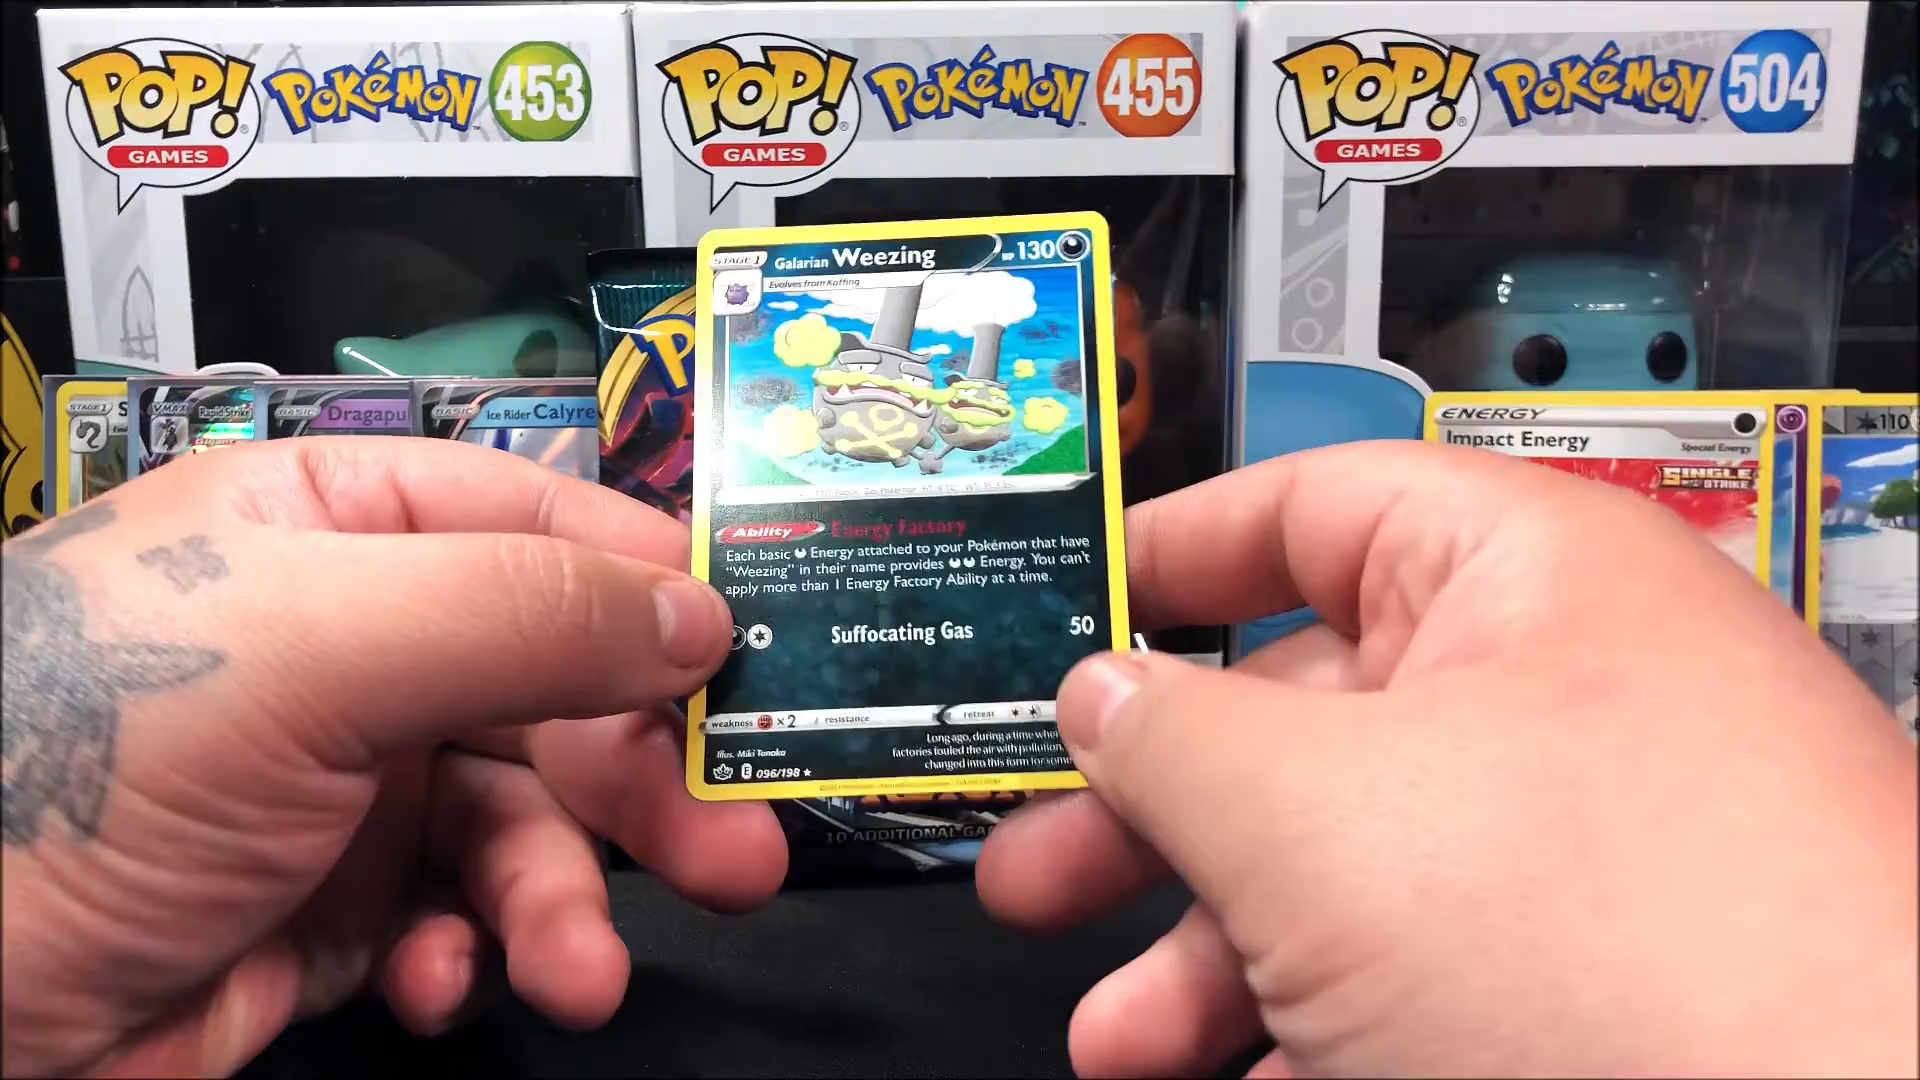 POP! GAMES Pokémon 453
POP! GAMES Pokémon 455
POP! GAMES Pokémon 504
STAGE 1 Galarian Weezing HP 130
Evolves from Koffing
Ability Energy Factory
Each basic Energy attached to your Pokémon that have
"Weezing" in their name provides Energy. You can't
apply more than 1 Energy Factory Ability at a time.
Suffocating Gas 50
weakness ×2 resistance retreat
Long ago, during a time when
factories fouled the air with pollution,
changed into this form for some
Illus. Miki Tanaka
E 096/198
STAGE 1
VMAX Rapid Strike
BASIC Dragapu
BASIC Ice Rider Calyre
ENERGY
Impact Energy Special Energy
SINGLE STRIKE
110
10 ADDITIONAL GA